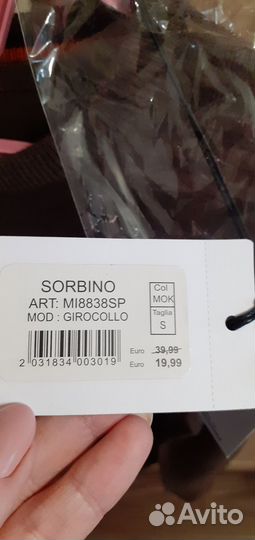 SORBINO
ART: MI8838SP
MOD : GIROCOLLO
Col
MOK
Taglia
S
2 031834 003019
Euro 39,99
Euro 19,99
Avito